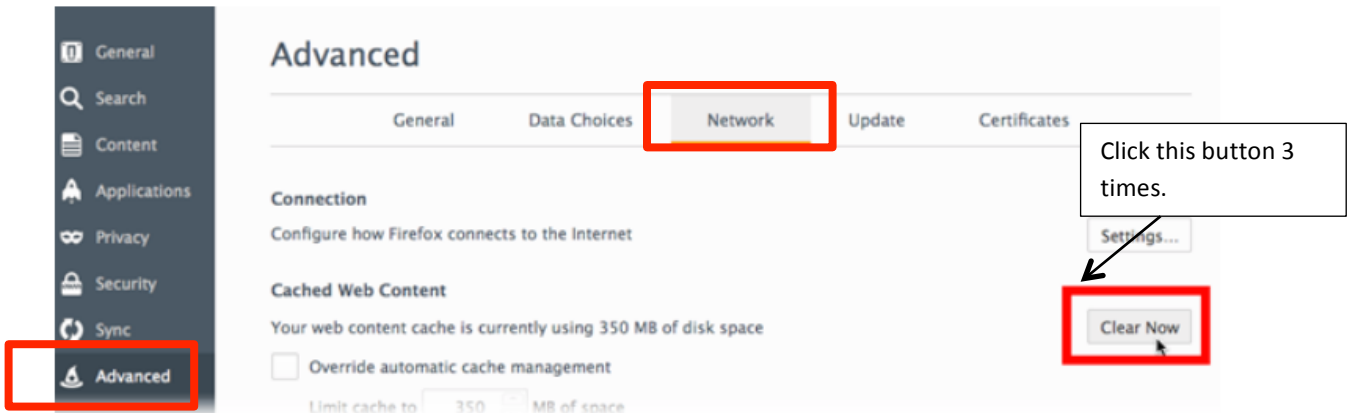 General
Search
Content
Applications
Privacy
Security
Sync
Advanced
Advanced
General Data Choices Network Update Certificates
Click this button 3
times.
Connection
Configure how Firefox connects to the Internet
Settings...
Cached Web Content
Your web content cache is currently using 350 MB of disk space
Clear Now
Override automatic cache management
Limit cache to 350 MB of space